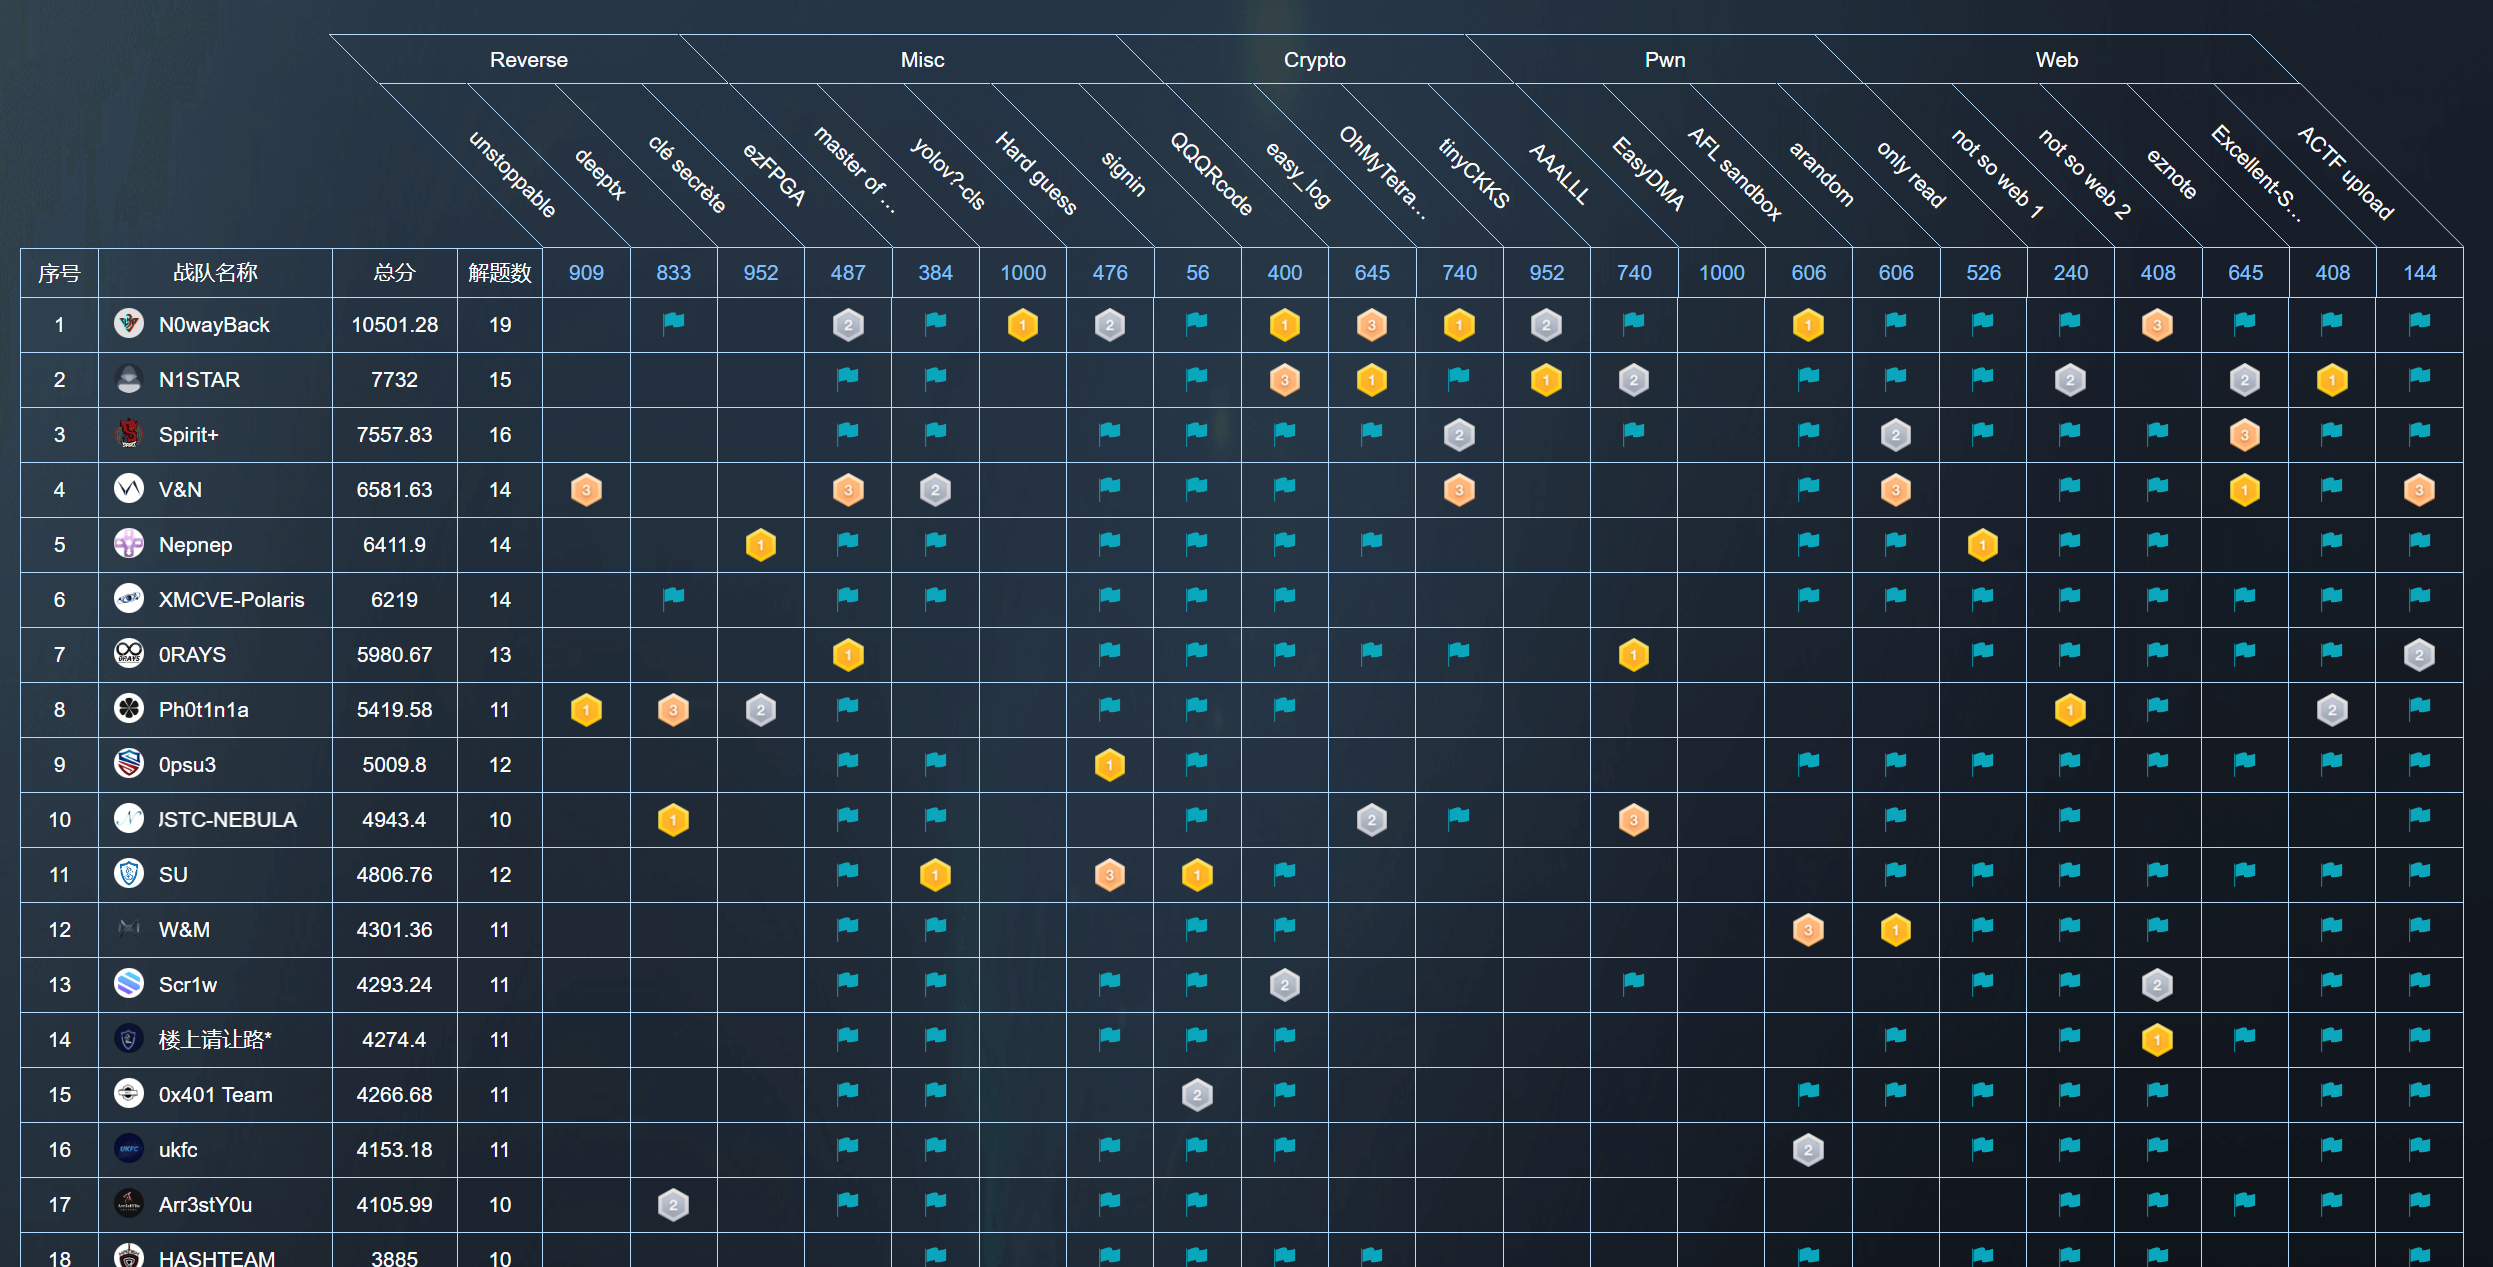 Reverse Misc Crypto Pwn Web
unstoppable deeptx clé secrète ezFPGA master of ... yolov?-cls Hard guess signin QQQRcode easy_log OhMyTetra... tinyCKKS AAALLL EasyDMA AFL sandbox arandom only read not so web 1 not so web 2 eznote Excellent-S... ACTF upload
序号 战队名称 总分 解题数 909 833 952 487 384 1000 476 56 400 645 740 952 740 1000 606 606 526 240 408 645 408 144
1 N0wayBack 10501.28 19 2 1 2 1 3 1 2 1 3
2 N1STAR 7732 15 3 1 1 2 2 2 1
3 Spirit+ 7557.83 16 2 2 3
4 V&N 6581.63 14 3 3 2 3 3 1 3
5 Nepnep 6411.9 14 1 1
6 XMCVE-Polaris 6219 14
7 0RAYS 5980.67 13 1 1 2
8 Ph0t1n1a 5419.58 11 1 3 2 1 2
9 0psu3 5009.8 12 1
10 JSTC-NEBULA 4943.4 10 1 2 3
11 SU 4806.76 12 1 3 1
12 W&M 4301.36 11 3 1
13 Scr1w 4293.24 11 2 2
14 楼上请让路* 4274.4 11 1
15 0x401 Team 4266.68 11 2
16 ukfc 4153.18 11 2
17 Arr3stY0u 4105.99 10 2
18 HASHTEAM 3885 10